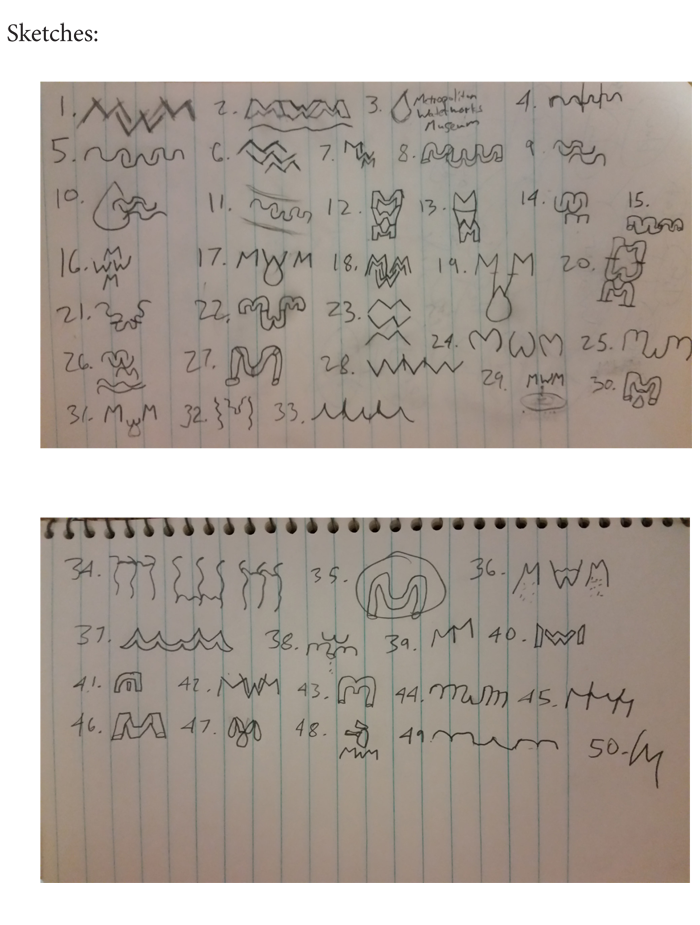 Sketches:
1. MWM 2. MWM 3. Metropolitan Waterworks Museum 4.
5. 6. 7. 8. 9.
10. 11. 12. 13. 14. 15.
16. M W M 17. MWM 18. MWM 19. M M 20.
21. 22. 23.
24. MWM 25. Mwm
26. 27. M 28. 29. MWM 30. M
31. MwM 32. 33.
34. 35. M 36. MWM
37. 38. 39. 40.
41. m 42. MWM 43. m 44. mwm 45.
46. M 47. 48. MWM 49. 50.